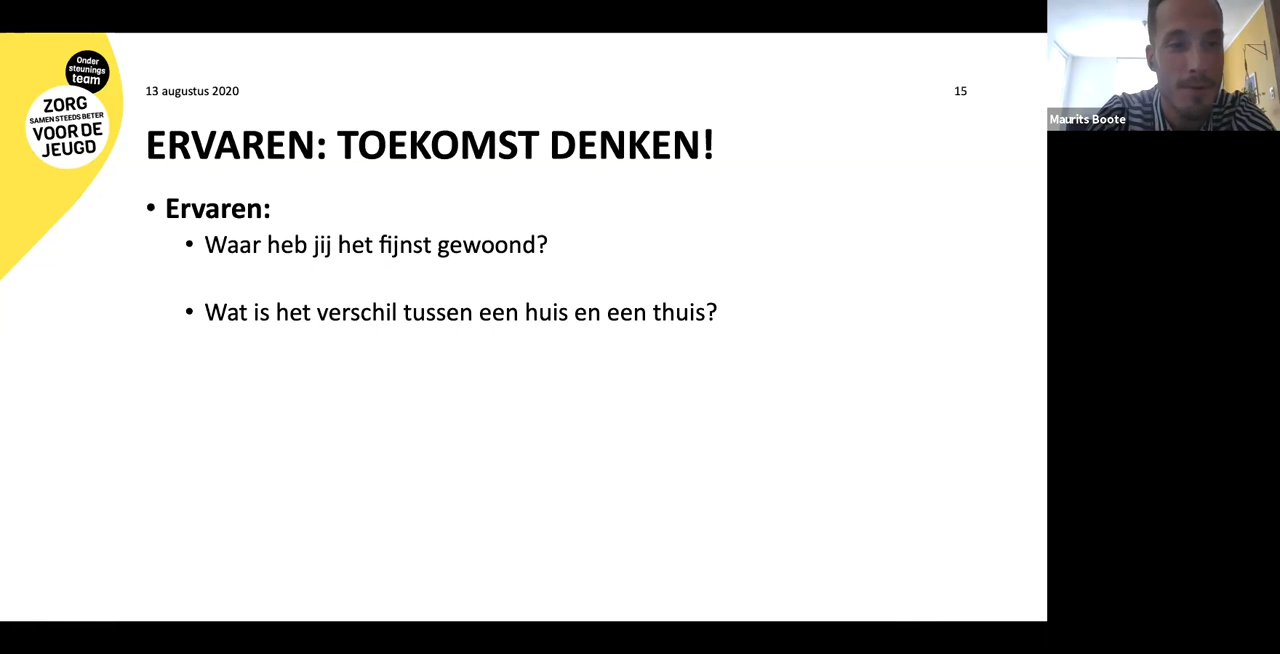 Onder
steunings
team
ZORG
SAMEN STEEDS BETER
VOOR DE
JEUGD
13 augustus 2020
15
ERVAREN: TOEKOMST DENKEN!
• Ervaren:
• Waar heb jij het fijnst gewoond?
• Wat is het verschil tussen een huis en een thuis?
Maurits Boote